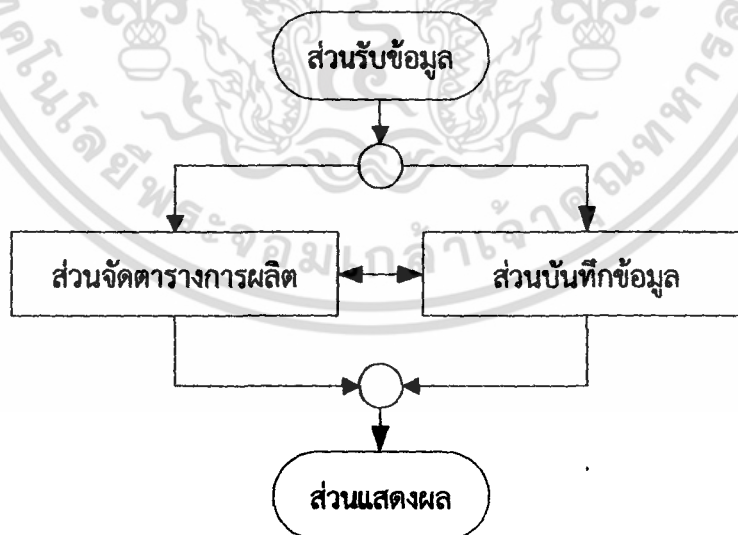 ส่วนรับข้อมูล
ส่วนจัดตารางการผลิต
ส่วนบันทึกข้อมูล
ส่วนแสดงผล